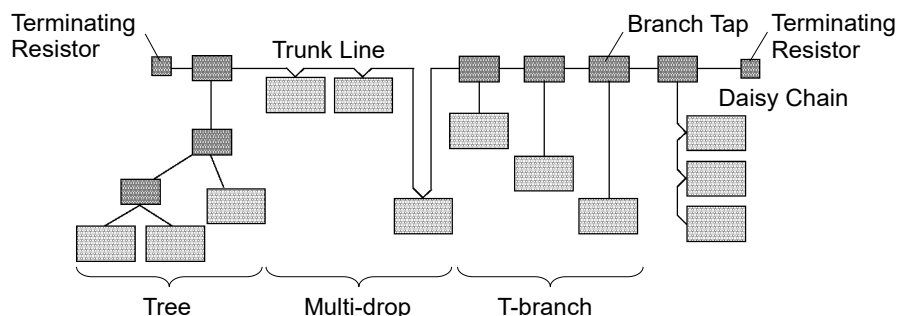 Terminating
Resistor
Trunk Line
Branch Tap
Terminating
Resistor
Daisy Chain
Tree
Multi-drop
T-branch